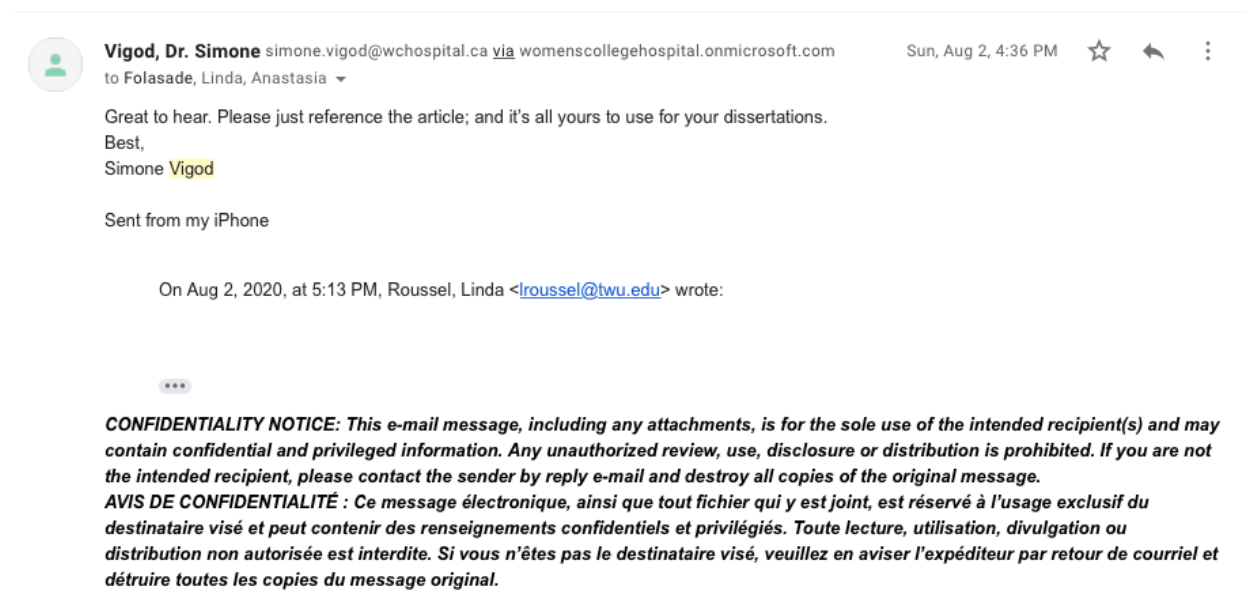 Vigod, Dr. Simone simone.vigod@wchospital.ca via womenscollegehospital.onmicrosoft.com Sun, Aug 2, 4:36 PM
to Folasade, Linda, Anastasia
Great to hear. Please just reference the article; and it's all yours to use for your dissertations.
Best,
Simone Vigod
Sent from my iPhone
On Aug 2, 2020, at 5:13 PM, Roussel, Linda <lroussel@twu.edu> wrote:
CONFIDENTIALITY NOTICE: This e-mail message, including any attachments, is for the sole use of the intended recipient(s) and may
contain confidential and privileged information. Any unauthorized review, use, disclosure or distribution is prohibited. If you are not
the intended recipient, please contact the sender by reply e-mail and destroy all copies of the original message.
AVIS DE CONFIDENTIALITÉ : Ce message électronique, ainsi que tout fichier qui y est joint, est réservé à l'usage exclusif du
destinataire visé et peut contenir des renseignements confidentiels et privilégiés. Toute lecture, utilisation, divulgation ou
distribution non autorisée est interdite. Si vous n'êtes pas le destinataire visé, veuillez en aviser l'expéditeur par retour de courriel et
détruire toutes les copies du message original.